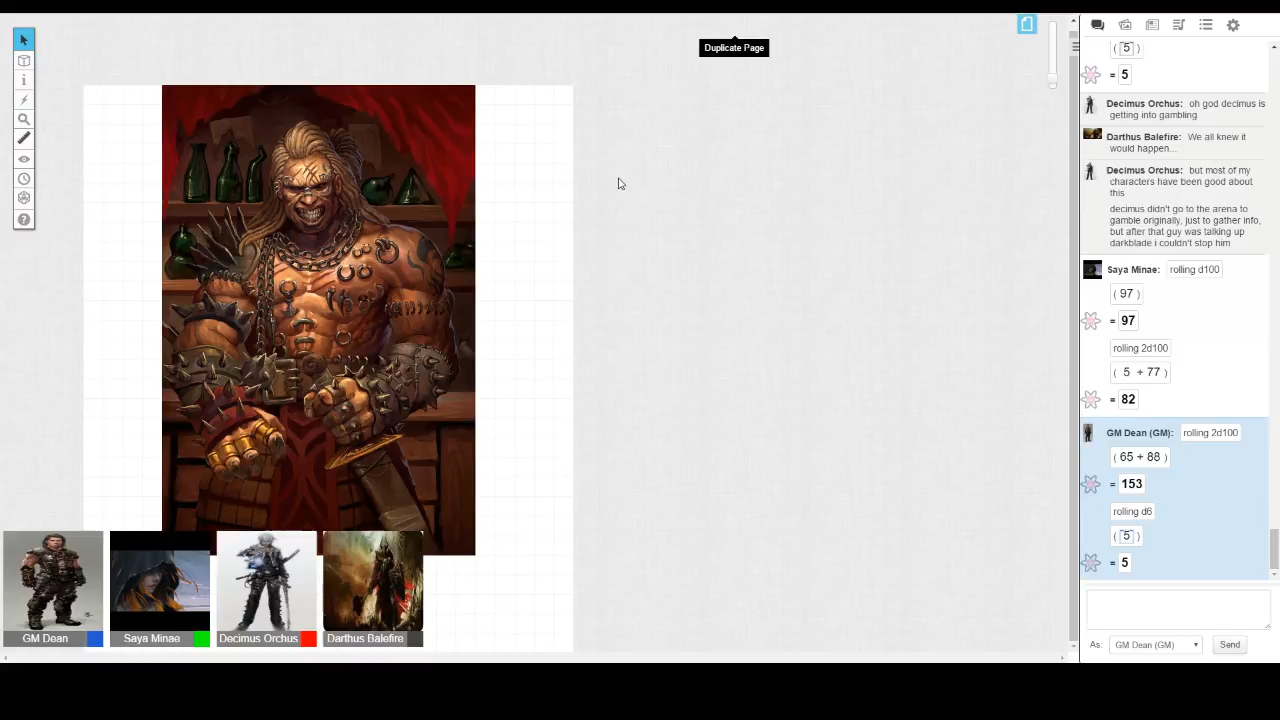 Duplicate Page
( 5 )
= 5
Decimus Orchus: oh god decimus is
getting into gambling
Darthus Balefire: We all knew it
would happen...
Decimus Orchus: but most of my
characters have been good about
this
decimus didn't go to the arena to
gamble originally, just to gather info,
but after that guy was talking up
darkblade i couldn't stop him
Saya Minae: rolling d100
( 97 )
= 97
rolling 2d100
( 5 + 77 )
= 82
GM Dean (GM): rolling 2d100
( 65 + 88 )
= 153
rolling d6
( 5 )
= 5
GM Dean
Saya Minae
Decimus Orchus
Darthus Balefire
As: GM Dean (GM) Send